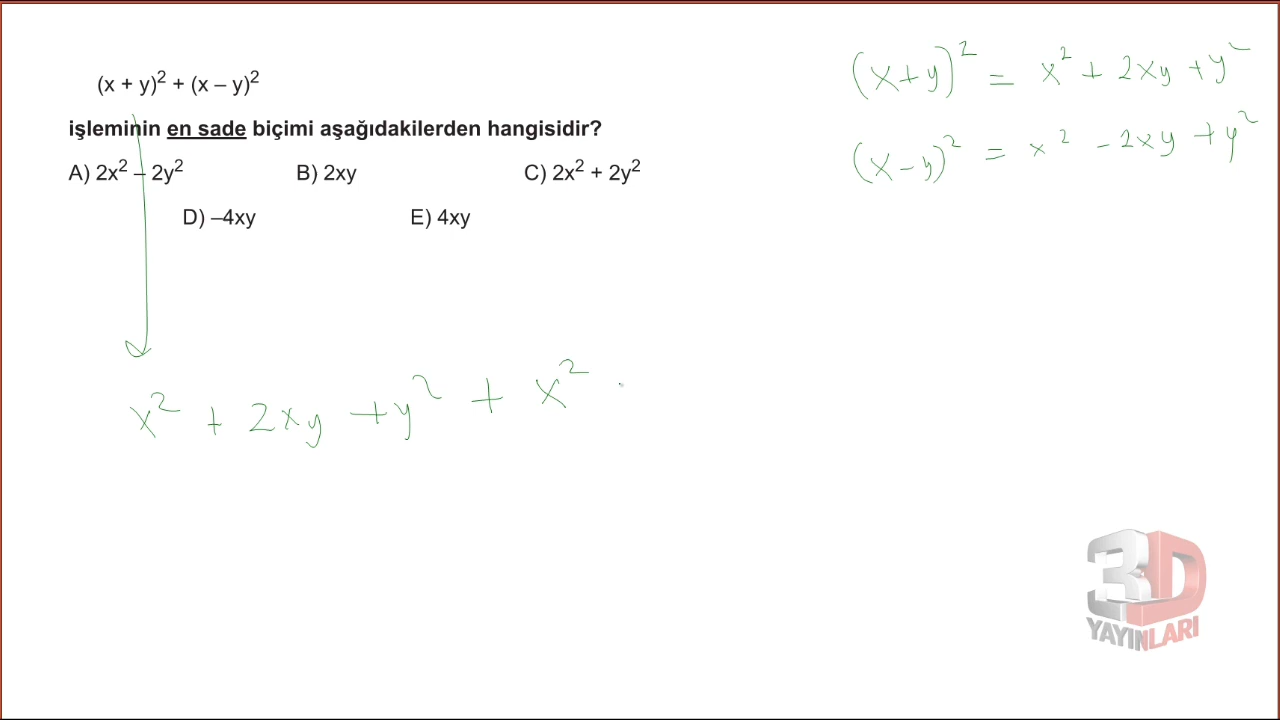 (x + y)² + (x – y)²
işleminin en sade biçimi aşağıdakilerden hangisidir?
A) 2x² – 2y² B) 2xy C) 2x² + 2y²
D) –4xy E) 4xy
(x+y)² = x² + 2xy + y²
(x-y)² = x² - 2xy + y²
x² + 2xy + y² + x²
3D
YAYINLARI